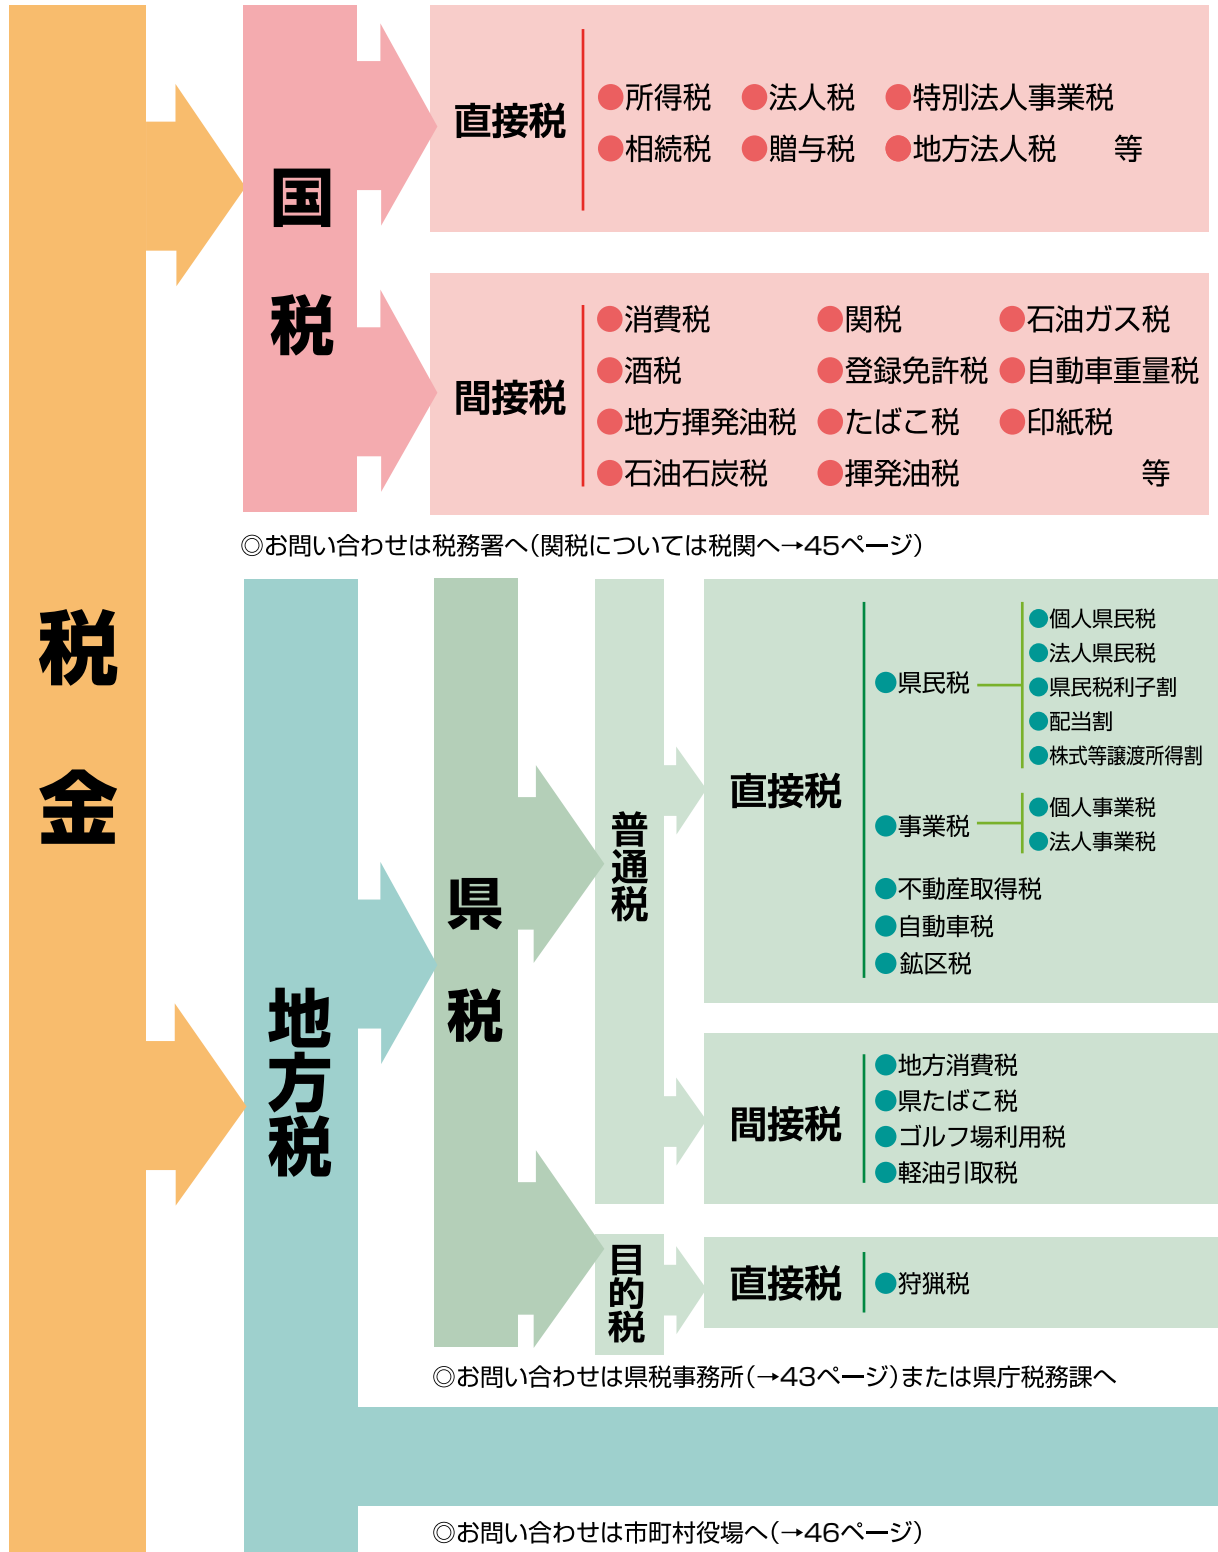 税金
国税
直接税
●所得税 ●法人税 ●特別法人事業税
●相続税 ●贈与税 ●地方法人税 等
間接税
●消費税 ●関税 ●石油ガス税
●酒税 ●登録免許税 ●自動車重量税
●地方揮発油税 ●たばこ税 ●印紙税
●石油石炭税 ●揮発油税 等
◎お問い合わせは税務署へ（関税については税関へ→45ページ）
地方税
県税
普通税
直接税
●県民税
●個人県民税
●法人県民税
●県民税利子割
●配当割
●株式等譲渡所得割
●事業税
●個人事業税
●法人事業税
●不動産取得税
●自動車税
●鉱区税
間接税
●地方消費税
●県たばこ税
●ゴルフ場利用税
●軽油引取税
目的税
直接税
●狩猟税
◎お問い合わせは県税事務所（→43ページ）または県庁税務課へ
◎お問い合わせは市町村役場へ（→46ページ）